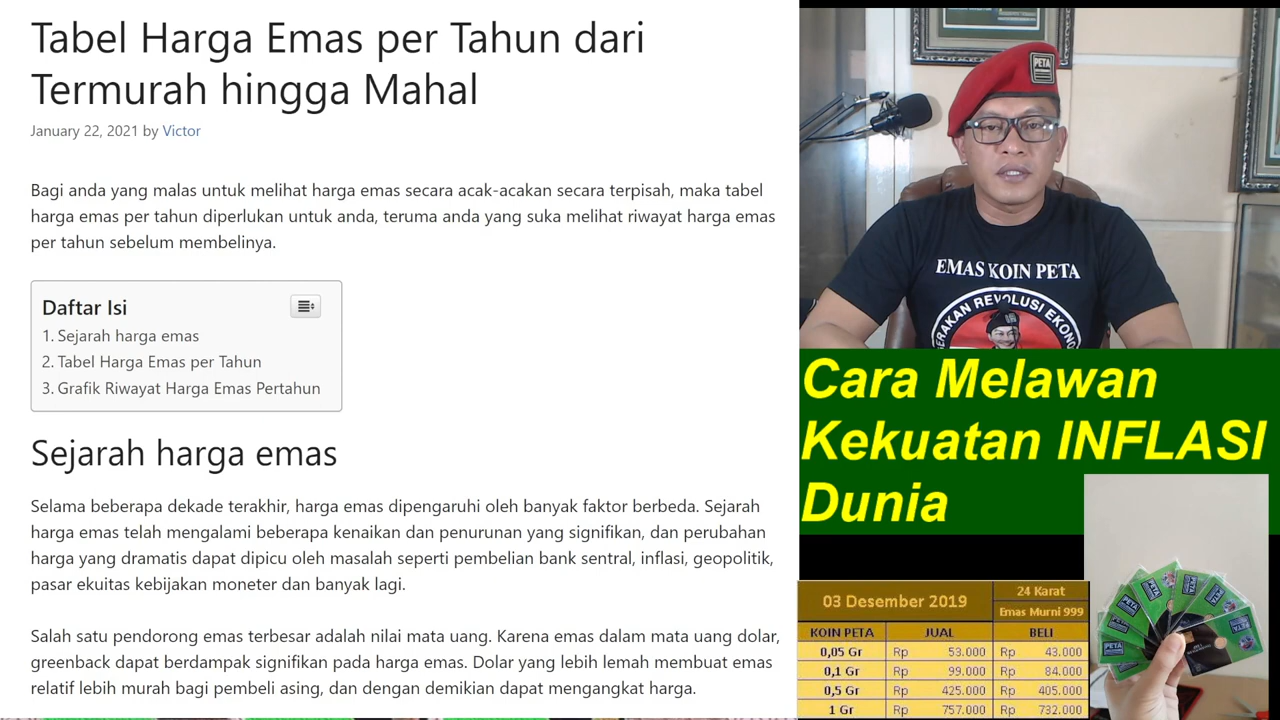 Tabel Harga Emas per Tahun dari
Termurah hingga Mahal
January 22, 2021 by Victor
Bagi anda yang malas untuk melihat harga emas secara acak-acakan secara terpisah, maka tabel
harga emas per tahun diperlukan untuk anda, teruma anda yang suka melihat riwayat harga emas
per tahun sebelum membelinya.
Daftar Isi
1. Sejarah harga emas
2. Tabel Harga Emas per Tahun
3. Grafik Riwayat Harga Emas Pertahun
Sejarah harga emas
Selama beberapa dekade terakhir, harga emas dipengaruhi oleh banyak faktor berbeda. Sejarah
harga emas telah mengalami beberapa kenaikan dan penurunan yang signifikan, dan perubahan
harga yang dramatis dapat dipicu oleh masalah seperti pembelian bank sentral, inflasi, geopolitik,
pasar ekuitas kebijakan moneter dan banyak lagi.
Salah satu pendorong emas terbesar adalah nilai mata uang. Karena emas dalam mata uang dolar,
greenback dapat berdampak signifikan pada harga emas. Dolar yang lebih lemah membuat emas
relatif lebih murah bagi pembeli asing, dan dengan demikian dapat mengangkat harga.
PETA
EMAS KOIN PETA
GERAKAN REVOLUSI EKONO
Cara Melawan
Kekuatan INFLASI
Dunia
03 Desember 2019
24 Karat
Emas Murni 999
KOIN PETA JUAL BELI
0,05 Gr Rp 53.000 Rp 43.000
0,1 Gr Rp 99.000 Rp 84.000
0,5 Gr Rp 425.000 Rp 405.000
1 Gr Rp 757.000 Rp 732.000
PETA
PETA
PETA